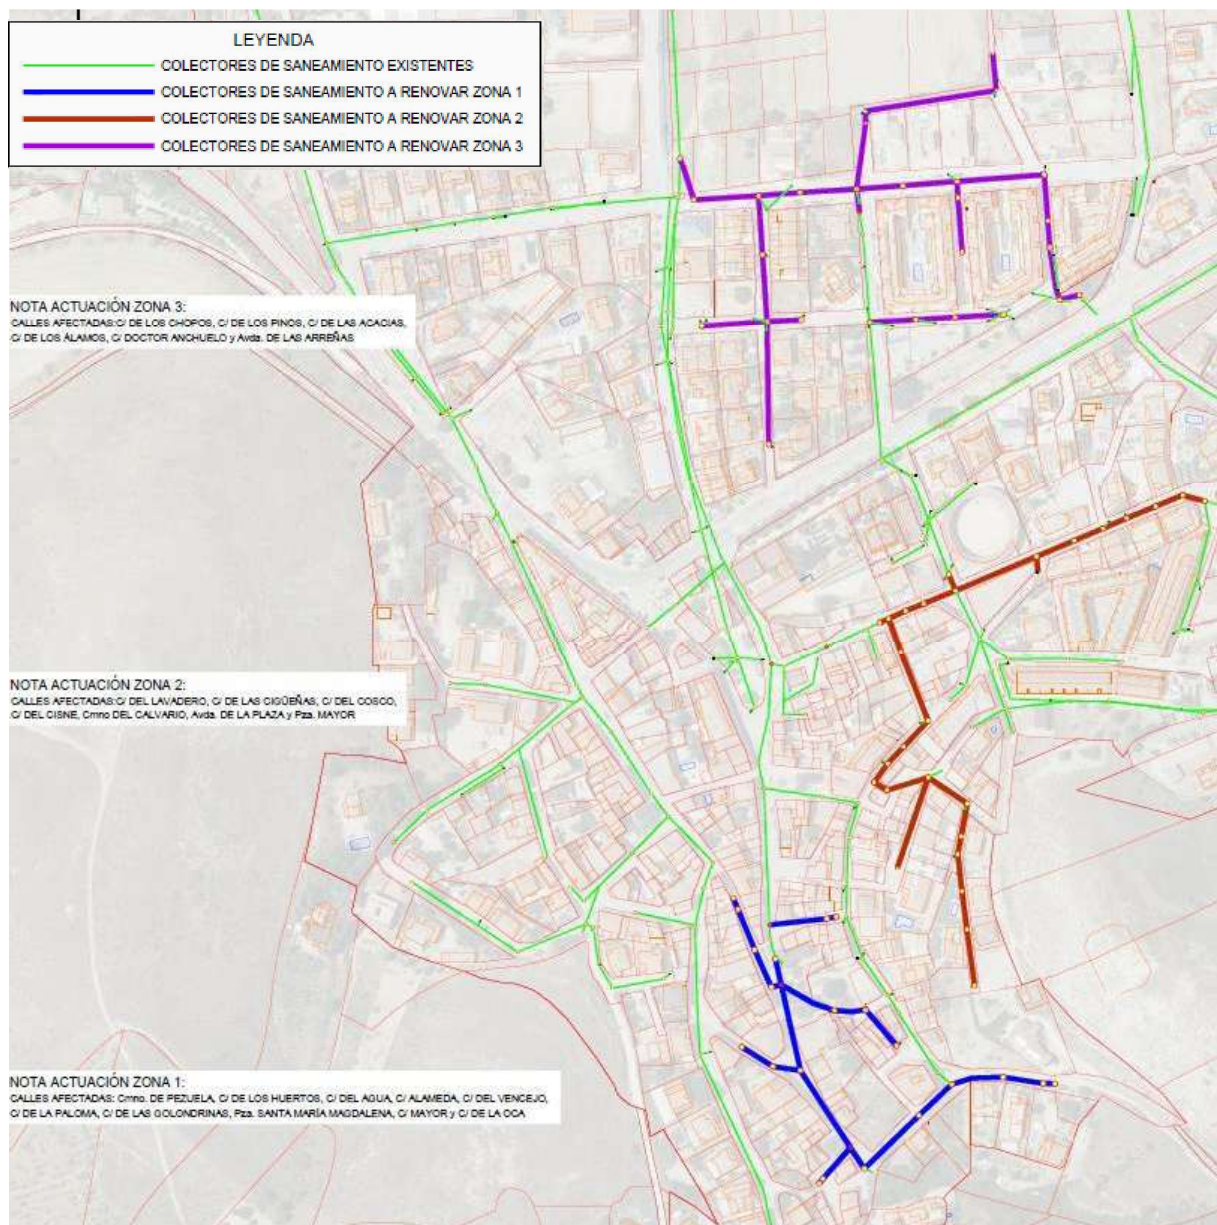 LEYENDA
COLECTORES DE SANEAMIENTO EXISTENTES
COLECTORES DE SANEAMIENTO A RENOVAR ZONA 1
COLECTORES DE SANEAMIENTO A RENOVAR ZONA 2
COLECTORES DE SANEAMIENTO A RENOVAR ZONA 3
NOTA ACTUACIÓN ZONA 3:
CALLES AFECTADAS:C/ DE LOS CHOPOS, C/ DE LOS PINOS, C/ DE LAS ACACIAS,
C/ DE LOS ÁLAMOS, C/ DOCTOR ANCHUELO y Avda. DE LAS ARREÑAS
NOTA ACTUACIÓN ZONA 2:
CALLES AFECTADAS:C/ DEL LAVADERO, C/ DE LAS CIGÜEÑAS, C/ DEL COSCO,
C/ DEL CISNE, Cmno DEL CALVARIO, Avda. DE LA PLAZA y Pza. MAYOR
NOTA ACTUACIÓN ZONA 1:
CALLES AFECTADAS: Cmno. DE PEZUELA, C/ DE LOS HUERTOS, C/ DEL AGUA, C/ ALAMEDA, C/ DEL VENCEJO,
C/ DE LA PALOMA, C/ DE LAS GOLONDRINAS, Pza. SANTA MARÍA MAGDALENA, C/ MAYOR y C/ DE LA OCA